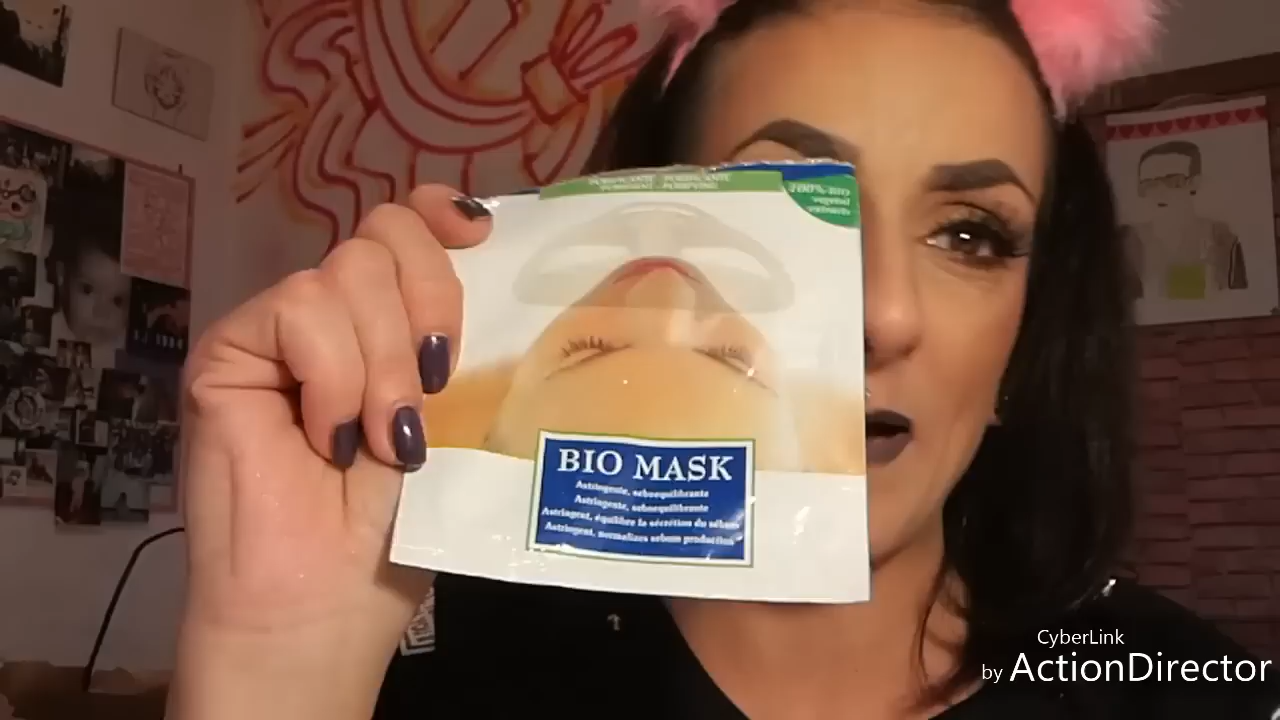 PURIFICANTE - PURIFICANTE
PURIFIANT - PURIFYING
100% BIO
vegetal
extracts
BIO MASK
Astringente, seboequilibrante
Astringente, seboequilibrante
Astringent, équilibre la sécrétion du sébum
Astringent, normalizes sebum production
CyberLink
by ActionDirector